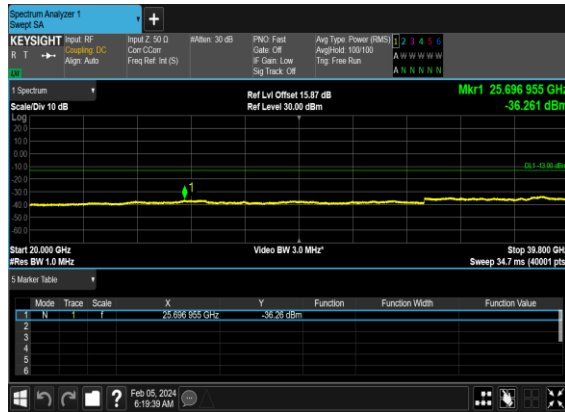 Spectrum Analyzer 1
Swept SA
+
KEYSIGHT Input: RF Input Z: 50 Ω #Atten: 30 dB PNO: Fast Avg Type: Power (RMS) 1 2 3 4 5 6
R T Coupling: DC Corr CCorr Gate: Off Avg|Hold: 100/100 A W W W W W
Align: Auto Freq Ref: Int (S) IF Gain: Low Trig: Free Run
LU Sig Track: Off A N N N N N
1 Spectrum Ref Lvl Offset 15.87 dB Mkr1 25.696 955 GHz
Scale/Div 10 dB Ref Level 30.00 dBm -36.261 dBm
Log
20.0
10.0
0.00
-10.0 DL1 -13.00 dBm
-20.0
-30.0 1
-40.0
-50.0
-60.0
Start 20.000 GHz Video BW 3.0 MHz* Stop 39.800 GHz
#Res BW 1.0 MHz Sweep 34.7 ms (40001 pts)
5 Marker Table
Mode Trace Scale X Y Function Function Width Function Value
1 N 1 f 25.696 955 GHz -36.26 dBm
2
3
4
5
6
? Feb 05, 2024
6:19:39 AM